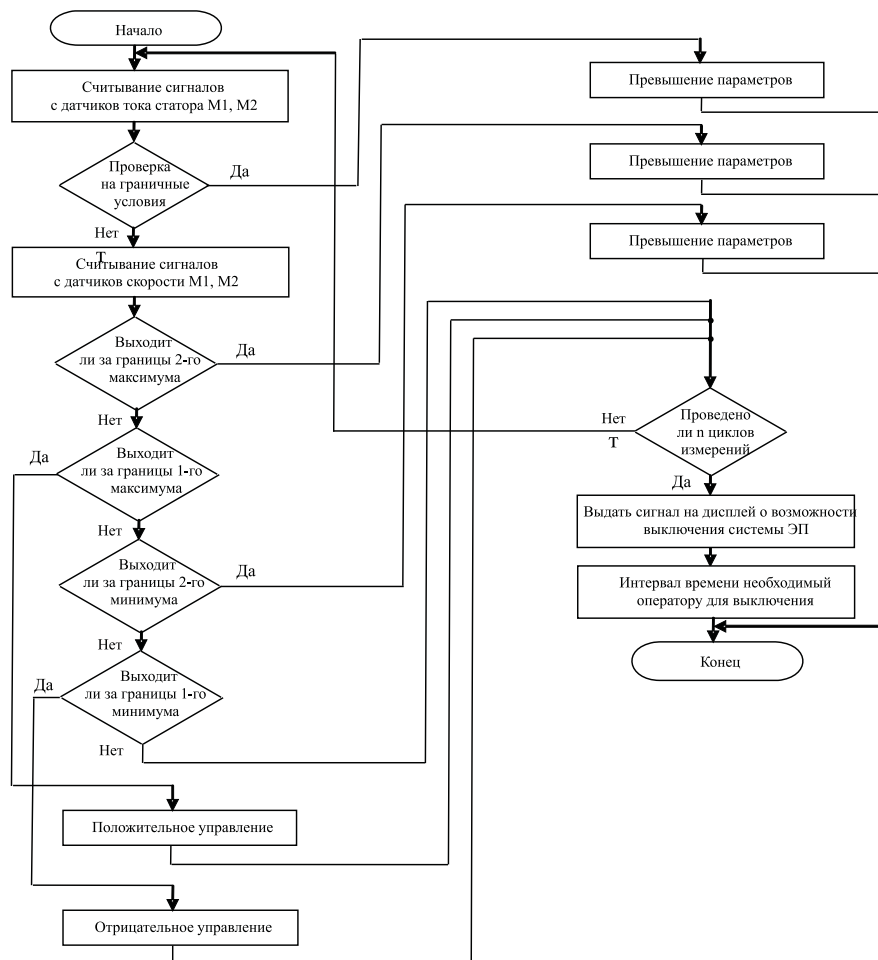 Начало
Считывание сигналов
с датчиков тока статора М1, М2
Проверка
на граничные
условия
Да
Нет
Т
Считывание сигналов
с датчиков скорости М1, М2
Выходит
ли за границы 2-го
максимума
Да
Нет
Выходит
ли за границы 1-го
максимума
Да
Нет
Выходит
ли за границы 2-го
минимума
Да
Нет
Выходит
ли за границы 1-го
минимума
Да
Нет
Положительное управление
Отрицательное управление
Превышение параметров
Превышение параметров
Превышение параметров
Проведено
ли n циклов
измерений
Нет
Т
Да
Выдать сигнал на дисплей о возможности
выключения системы ЭП
Интервал времени необходимый
оператору для выключения
Конец